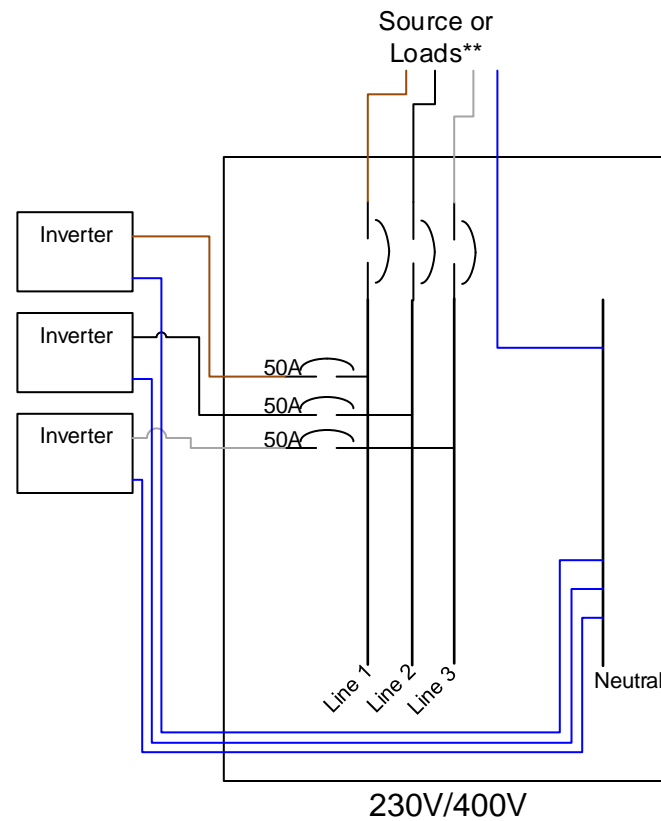 Source or
Loads**
Inverter
Inverter
Inverter
50A
50A
50A
Line 1
Line 2
Line 3
Neutral
230V/400V